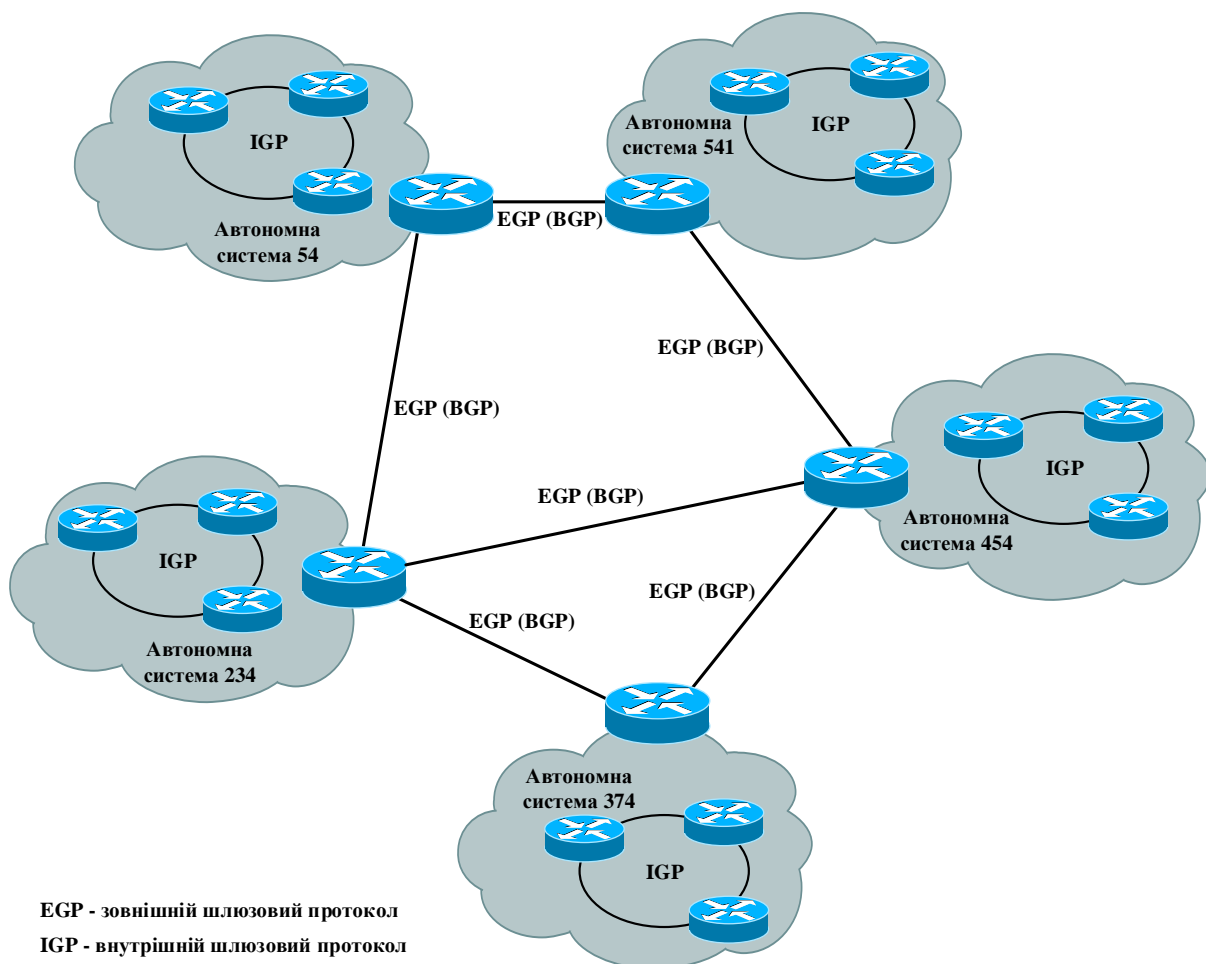 IGP
Автономна
система 54
Автономна
система 541
IGP
EGP (BGP)
EGP (BGP)
EGP (BGP)
IGP
Автономна
система 454
EGP (BGP)
IGP
Автономна
система 234
EGP (BGP)
EGP (BGP)
Автономна
система 374
IGP
EGP - зовнішній шлюзовий протокол
IGP - внутрішній шлюзовий протокол